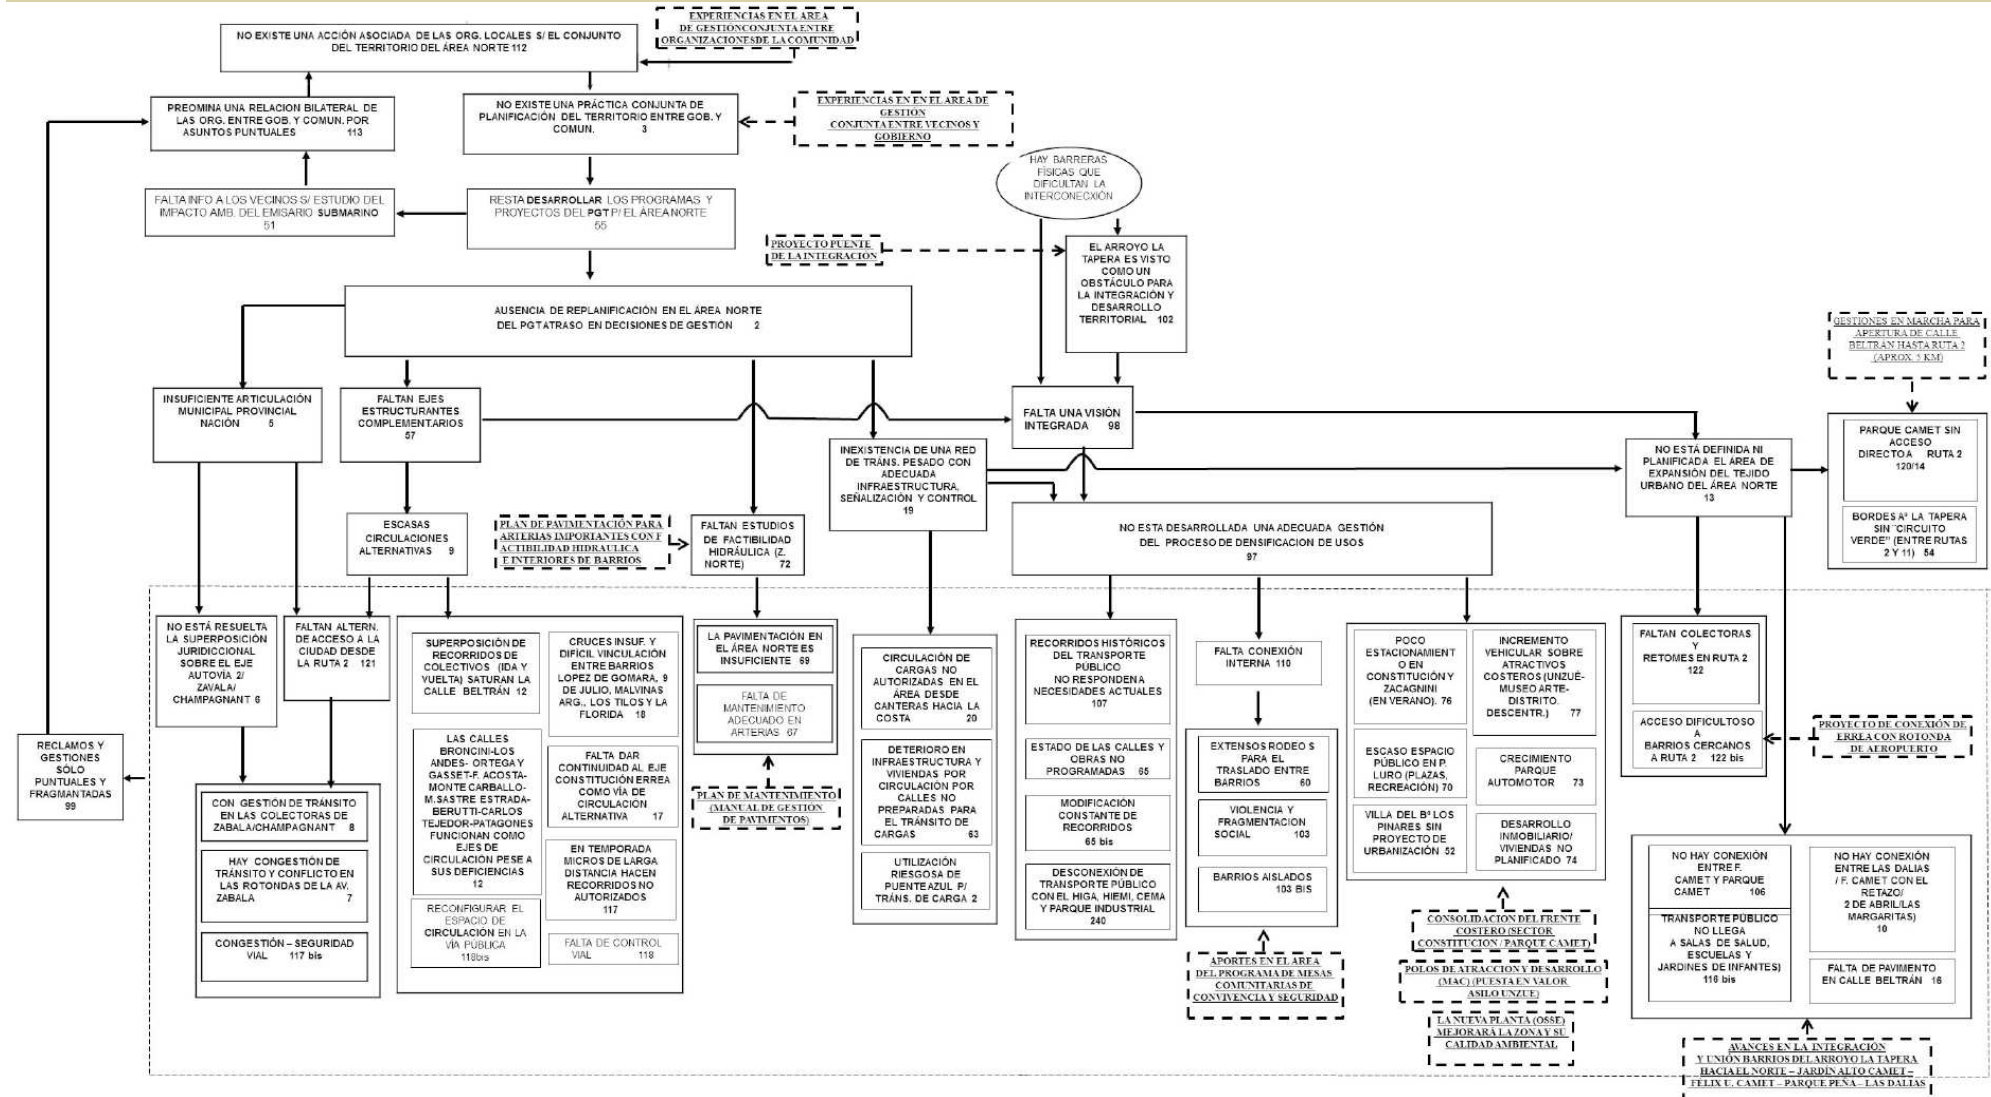 EXPERIENCIAS EN EL AREA
DE GESTIÓNCONJUNTA ENTRE
ORGANIZACIONESDE LA COMUNIDAD
NO EXISTE UNA ACCIÓN ASOCIADA DE LAS ORG. LOCALES S/ EL CONJUNTO
DEL TERRITORIO DEL ÁREA NORTE 112
PREOMINA UNA RELACION BILATERAL DE
LAS ORG. ENTRE GOB. Y COMUN. POR
ASUNTOS PUNTUALES 113
NO EXISTE UNA PRÁCTICA CONJUNTA DE
PLANIFICACIÓN DEL TERRITORIO ENTRE GOB. Y
COMUN. 3
EXPERIENCIAS EN EN EL AREA DE
GESTIÓN
CONJUNTA ENTRE VECINOS Y
GOBIERNO
HAY BARRERAS
FÍSICAS QUE
DIFICULTAN LA
INTERCONECXIÓN
FALTA INFO A LOS VECINOS S/ ESTUDIO DEL
IMPACTO AMB. DEL EMISARIO SUBMARINO
51
RESTA DESARROLLAR LOS PROGRAMAS Y
PROYECTOS DEL PGT P/ EL ÁREA NORTE
55
PROYECTO PUENTE
DE LA INTEGRACIÓN
EL ARROYO LA
TAPERA ES VISTO
COMO UN
OBSTÁCULO PARA
LA INTEGRACIÓN Y
DESARROLLO
TERRITORIAL 102
AUSENCIA DE REPLANIFICACIÓN EN EL ÁREA NORTE
DEL PGT ATRASO EN DECISIONES DE GESTIÓN 2
GESTIONES EN MARCHA PARA
APERTURA DE CALLE
BELTRÁN HASTA RUTA 2
(APROX. 5 KM)
INSUFICIENTE ARTICULACIÓN
MUNICIPAL PROVINCIAL
NACIÓN 5
FALTAN EJES
ESTRUCTURANTES
COMPLEMENTARIOS
57
FALTA UNA VISIÓN
INTEGRADA 98
INEXISTENCIA DE UNA RED
DE TRÁNS. PESADO CON
ADECUADA
INFRAESTRUCTURA,
SEÑALIZACIÓN Y CONTROL
19
NO ESTÁ DEFINIDA NI
PLANIFICADA EL ÁREA DE
EXPANSIÓN DEL TEJIDO
URBANO DEL ÁREA NORTE
13
PARQUE CAMET SIN
ACCESO
DIRECTO A RUTA 2
120/14
BORDES Aº LA TAPERA
SIN "CIRCUITO
VERDE" (ENTRE RUTAS
2 Y 11) 54
ESCASAS
CIRCULACIONES
ALTERNATIVAS 9
PLAN DE PAVIMENTACIÓN PARA
ARTERIAS IMPORTANTES CON F
ACTIBILIDAD HIDRAULICA
E INTERIORES DE BARRIOS
FALTAN ESTUDIOS
DE FACTIBILIDAD
HIDRÁULICA (Z.
NORTE) 72
NO ESTA DESARROLLADA UNA ADECUADA GESTIÓN
DEL PROCESO DE DENSIFICACION DE USOS
97
NO ESTÁ RESUELTA
LA SUPERPOSICIÓN
JURIDICCIONAL
SOBRE EL EJE
AUTOVÍA 2/
ZAVALA/
CHAMPAGNANT 6
FALTAN ALTERN.
DE ACCESO A LA
CIUDAD DESDE
LA RUTA 2 121
SUPERPOSICIÓN DE
RECORRIDOS DE
COLECTIVOS (IDA Y
VUELTA) SATURAN LA
CALLE BELTRÁN 12
CRUCES INSUF. Y
DIFÍCIL VINCULACIÓN
ENTRE BARRIOS
LOPEZ DE GOMARA, 9
DE JULIO, MALVINAS
ARG., LOS TILOS Y LA
FLORIDA 18
LAS CALLES
BRONCINI-LOS
ANDES- ORTEGA Y
GASSET-F. ACOSTA-
MONTE CARBALLO-
M.SASTRE ESTRADA-
BERUTTI-CARLOS
TEJEDOR-PATAGONES
FUNCIONAN COMO
EJES DE
CIRCULACIÓN PESE A
SUS DEFICIENCIAS
12
FALTA DAR
CONTINUIDAD AL EJE
CONSTITUCIÓN ERREA
COMO VÍA DE
CIRCULACIÓN
ALTERNATIVA 17
EN TEMPORADA
MICROS DE LARGA
DISTANCIA HACEN
RECORRIDOS NO
AUTORIZADOS
117
RECONFIGURAR EL
ESPACIO DE
CIRCULACIÓN EN LA
VÍA PÚBLICA
118bis
FALTA DE CONTROL
VIAL 118
LA PAVIMENTACIÓN EN
EL ÁREA NORTE ES
INSUFICIENTE 69
FALTA DE
MANTENIMIENTO
ADECUADO EN
ARTERIAS 67
PLAN DE MANTENIMIENTO
(MANUAL DE GESTIÓN
DE PAVIMENTOS)
CIRCULACIÓN DE
CARGAS NO
AUTORIZADAS EN EL
ÁREA DESDE
CANTERAS HACIA LA
COSTA 20
DETERIORO EN
INFRAESTRUCTURA Y
VIVIENDAS POR
CIRCULACIÓN POR
CALLES NO
PREPARADAS PARA
EL TRÁNSITO DE
CARGAS 63
UTILIZACIÓN
RIESGOSA DE
PUENTE AZUL P/
TRÁNS. DE CARGA 2
RECORRIDOS HISTÓRICOS
DEL TRANSPORTE
PÚBLICO
NO RESPONDEN A
NECESIDADES ACTUALES
107
ESTADO DE LAS CALLES Y
OBRAS NO
PROGRAMADAS 65
MODIFICACIÓN
CONSTANTE DE
RECORRIDOS
65 bis
DESCONEXIÓN DE
TRANSPORTE PÚBLICO
CON EL HIGA, HIEMI, CEMA
Y PARQUE INDUSTRIAL
240
FALTA CONEXIÓN
INTERNA 110
EXTENSOS RODEO S
PARA EL
TRASLADO ENTRE
BARRIOS 60
VIOLENCIA Y
FRAGMENTACION
SOCIAL 103
BARRIOS AISLADOS
103 BIS
APORTES EN EL AREA
DEL PROGRAMA DE MESAS
COMUNITARIAS DE
CONVIVENCIA Y SEGURIDAD
POCO
ESTACIONAMIENT
O EN
CONSTITUCIÓN Y
ZACAGNINI
(EN VERANO). 76
INCREMENTO
VEHICULAR SOBRE
ATRACTIVOS
COSTEROS (UNZUÉ-
MUSEO ARTE-
DISTRITO.
DESCENTR.) 77
ESCASO ESPACIO
PÚBLICO EN P.
LURO (PLAZAS,
RECREACIÓN) 70
CRECIMIENTO
PARQUE
AUTOMOTOR 73
VILLA DEL Bª LOS
PINARES SIN
PROYECTO DE
URBANIZACIÓN 52
DESARROLLO
INMOBILIARIO/
VIVIENDAS NO
PLANIFICADO 74
CONSOLIDACION DEL FRENTE
COSTERO (SECTOR
CONSTITUCION / PARQUE CAMET)
POLOS DE ATRACCION Y DESARROLLO
(MAC) (PUESTA EN VALOR
ASILO UNZUE)
LA NUEVA PLANTA (OSSE)
MEJORARÁ LA ZONA Y SU
CALIDAD AMBIENTAL
FALTAN COLECTORAS
Y
RETOMES EN RUTA 2
122
ACCESO DIFICULTOSO
A
BARRIOS CERCANOS
A RUTA 2 122 bis
PROYECTO DE CONEXIÓN DE
ERREA CON ROTONDA
DE AEROPUERTO
NO HAY CONEXIÓN
ENTRE F.
CAMET Y PARQUE
CAMET 106
NO HAY CONEXIÓN
ENTRE LAS DALIAS
/ F. CAMET CON EL
RETAZO/
2 DE ABRIL/LAS
MARGARITAS)
10
TRANSPORTE PÚBLICO
NO LLEGA
A SALAS DE SALUD,
ESCUELAS Y
JARDINES DE INFANTES)
110 bis
FALTA DE PAVIMENTO
EN CALLE BELTRÁN 16
AVANCES EN LA INTEGRACIÓN
Y UNIÓN BARRIOS DEL ARROYO LA TAPERA
HACIA EL NORTE – JARDÍN ALTO CAMET –
FÉLIX U. CAMET – PARQUE PEÑA – LAS DALIAS
RECLAMOS Y
GESTIONES
SÓLO
PUNTUALES Y
FRAGMANTADAS
99
CON GESTIÓN DE TRÁNSITO
EN LAS COLECTORAS DE
ZABALA/CHAMPAGNANT 8
HAY CONGESTIÓN DE
TRÁNSITO Y CONFLICTO EN
LAS ROTONDAS DE LA AV.
ZABALA 7
CONGESTIÓN – SEGURIDAD
VIAL 117 bis